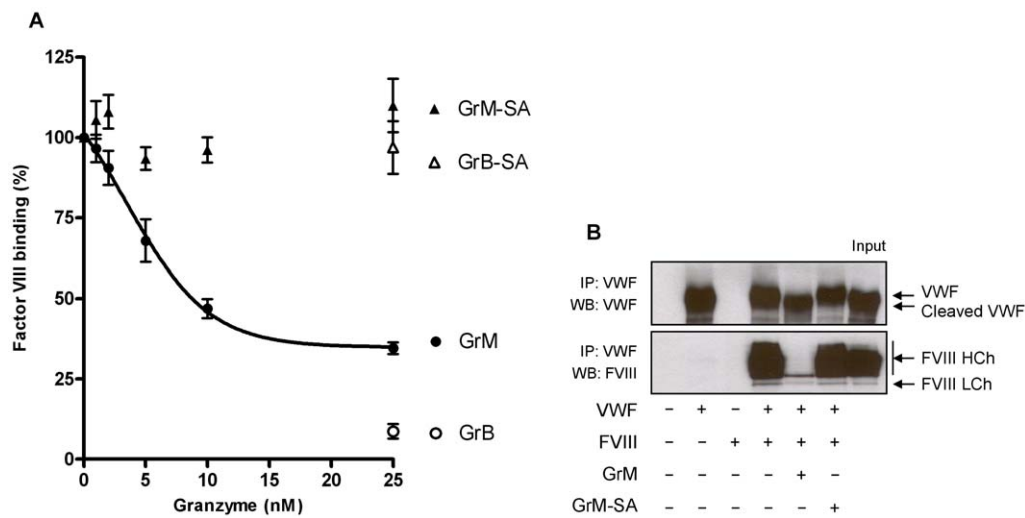 A
125
100
75
50
25
0
Factor VIII binding (%)
0 5 10 15 20 25
Granzyme (nM)
GrM-SA
GrB-SA
GrM
GrB
B
Input
IP: VWF
WB: VWF
VWF
Cleaved VWF
IP: VWF
WB: FVIII
FVIII HCh
FVIII LCh
VWF – + – + + +
FVIII – – + + + +
GrM – – – – + –
GrM-SA – – – – – +